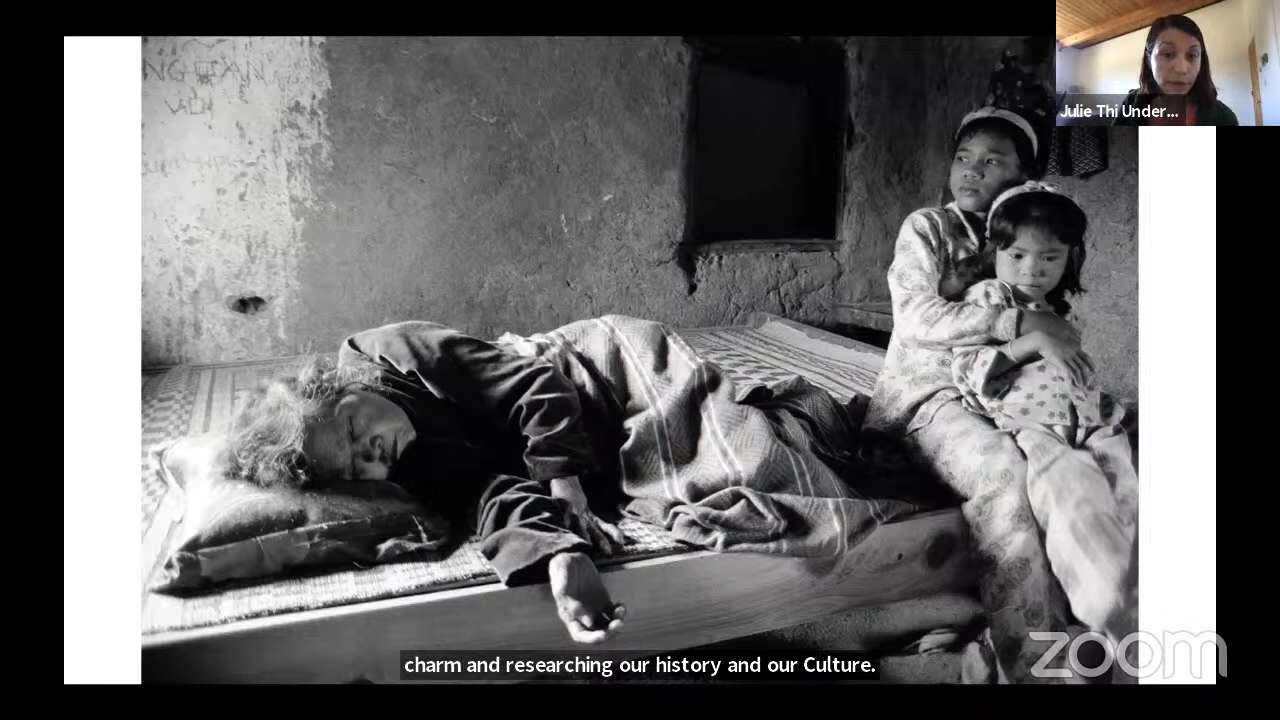 Julie Thi Under...
charm and researching our history and our Culture.
zoom